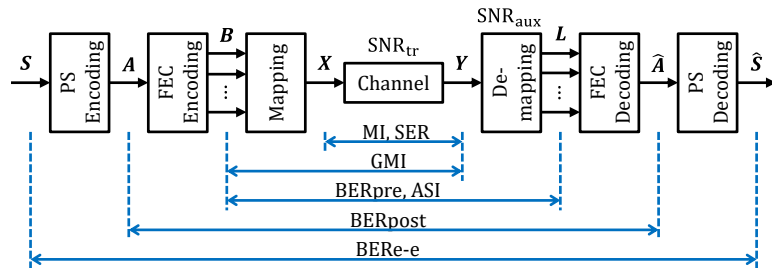 S
PS
Encoding
A
FEC
Encoding
B
...
Mapping
X
SNRtr
Channel
Y
SNRaux
De-
mapping
L
...
FEC
Decoding
Â
PS
Decoding
Ŝ
MI, SER
GMI
BERpre, ASI
BERpost
BERe-e